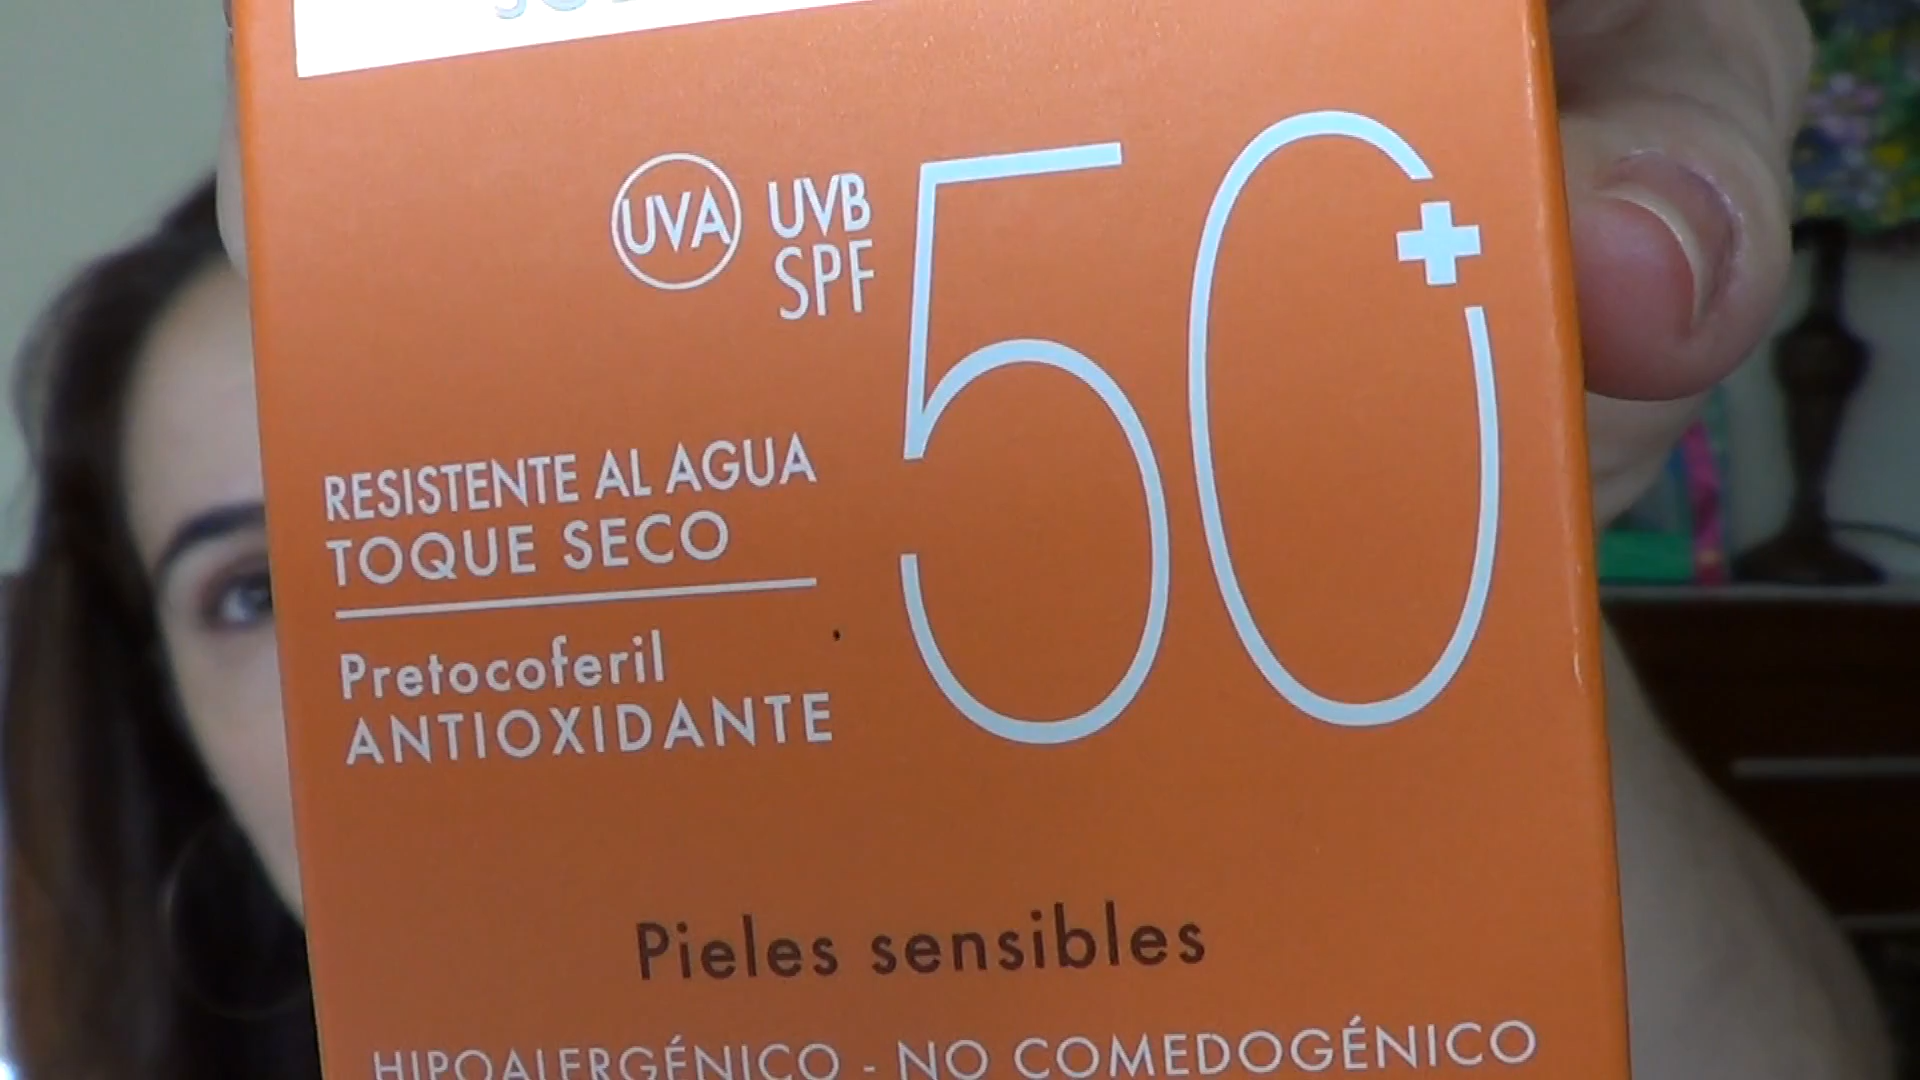 UVA UVB
SPF
50+
RESISTENTE AL AGUA
TOQUE SECO
Pretocoferil
ANTIOXIDANTE
Pieles sensibles
HIPOALERGÉNICO - NO COMEDOGÉNICO